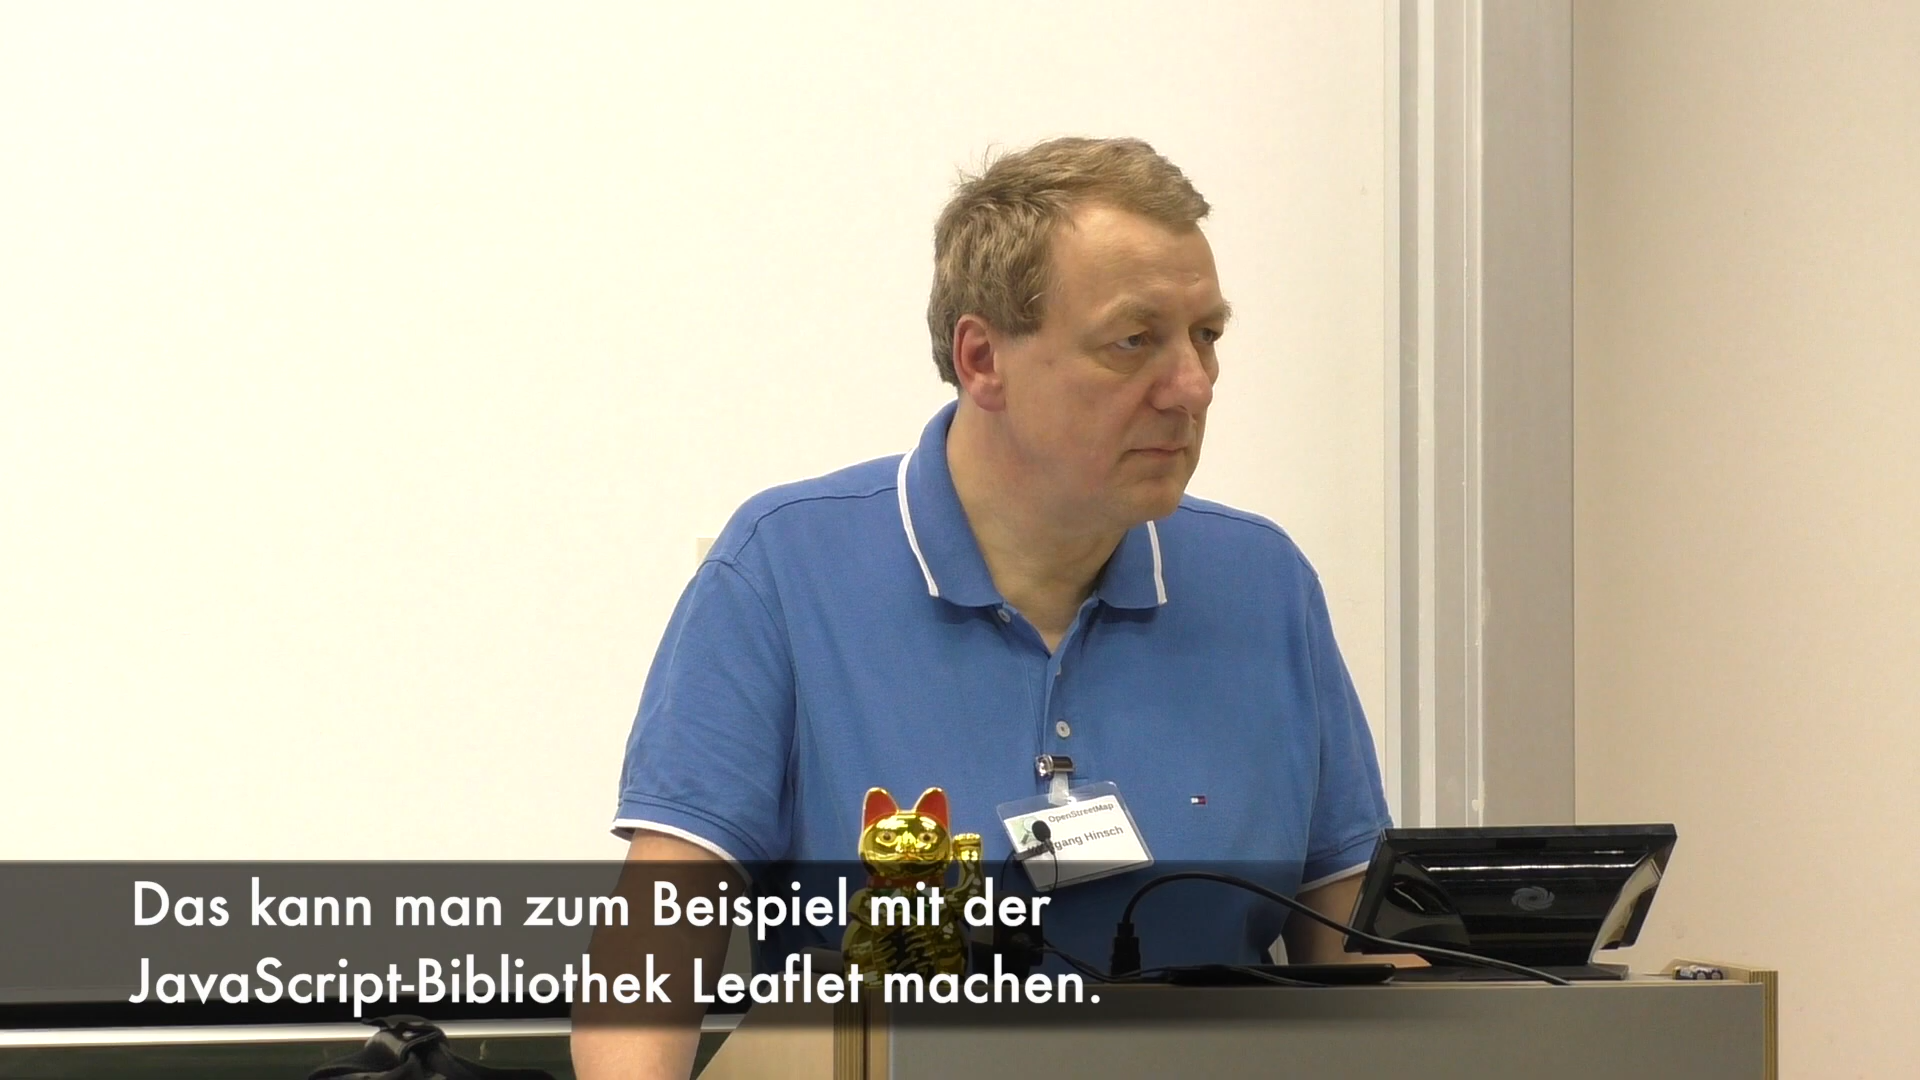 OpenStreetMap
Hinsch
Das kann man zum Beispiel mit der
JavaScript-Bibliothek Leaflet machen.